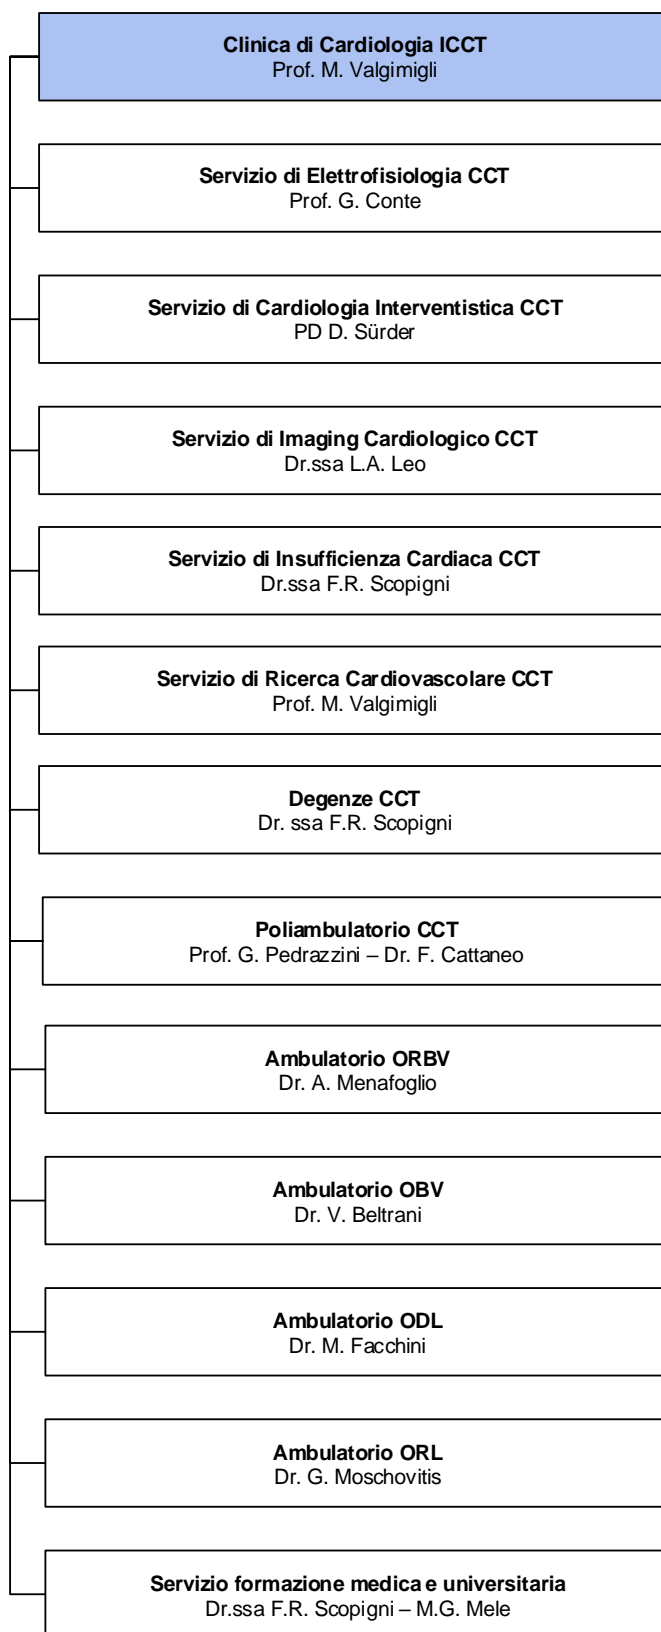 Clinica di Cardiologia ICCT
Prof. M. Valgimigli
Servizio di Elettrofisiologia CCT
Prof. G. Conte
Servizio di Cardiologia Interventistica CCT
PD D. Sürder
Servizio di Imaging Cardiologico CCT
Dr.ssa L.A. Leo
Servizio di Insufficienza Cardiaca CCT
Dr.ssa F.R. Scopigni
Servizio di Ricerca Cardiovascolare CCT
Prof. M. Valgimigli
Degenze CCT
Dr. ssa F.R. Scopigni
Poliambulatorio CCT
Prof. G. Pedrazzini – Dr. F. Cattaneo
Ambulatorio ORBV
Dr. A. Menafoglio
Ambulatorio OBV
Dr. V. Beltrani
Ambulatorio ODL
Dr. M. Facchini
Ambulatorio ORL
Dr. G. Moschovitis
Servizio formazione medica e universitaria
Dr.ssa F.R. Scopigni – M.G. Mele